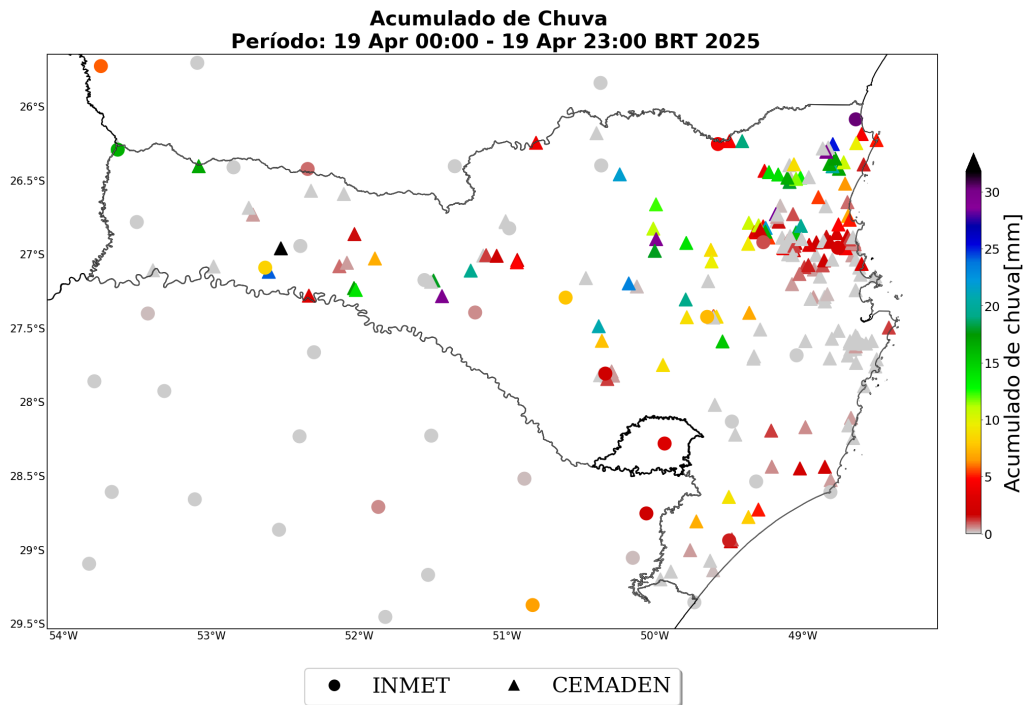 Acumulado de Chuva
Período: 19 Apr 00:00 - 19 Apr 23:00 BRT 2025
26°S
26.5°S
27°S
27.5°S
28°S
28.5°S
29°S
29.5°S
54°W 53°W 52°W 51°W 50°W 49°W
30
25
20
15
10
5
0
Acumulado de chuva[mm]
INMET CEMADEN